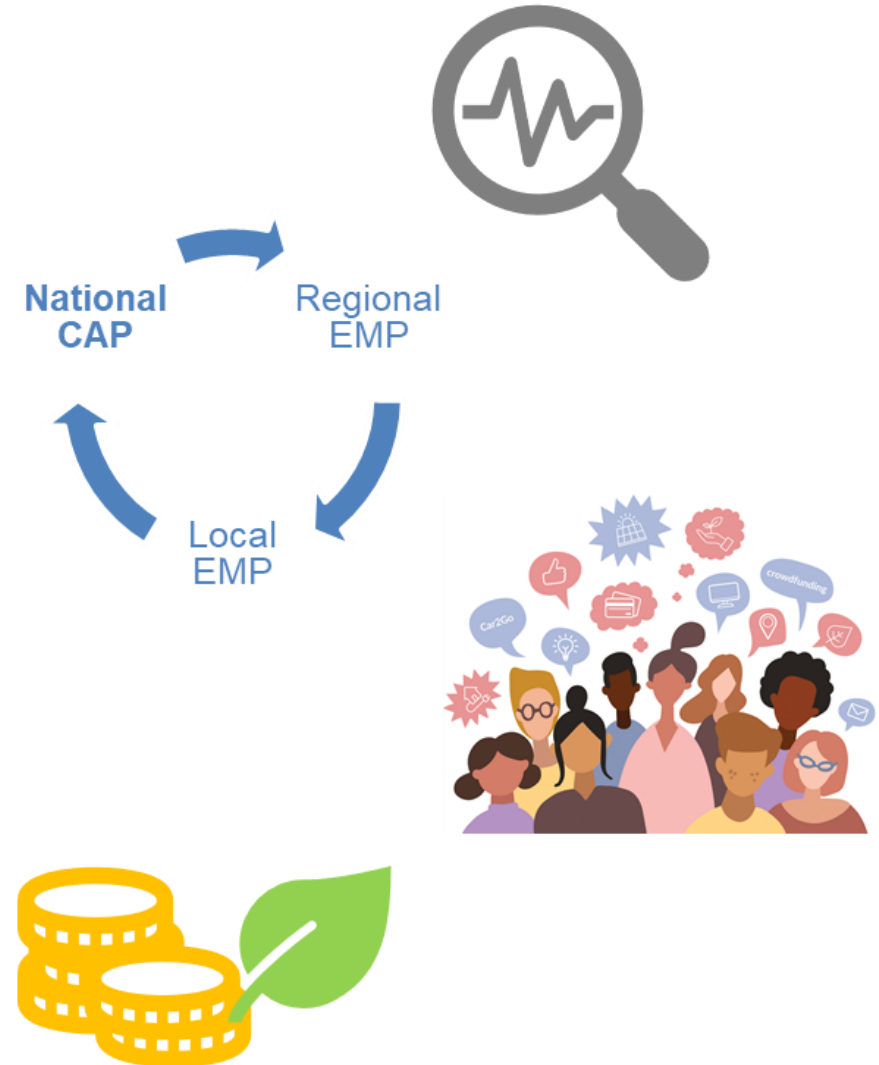 National
CAP
Regional
EMP
Local
EMP
crowdfunding
Car2Go